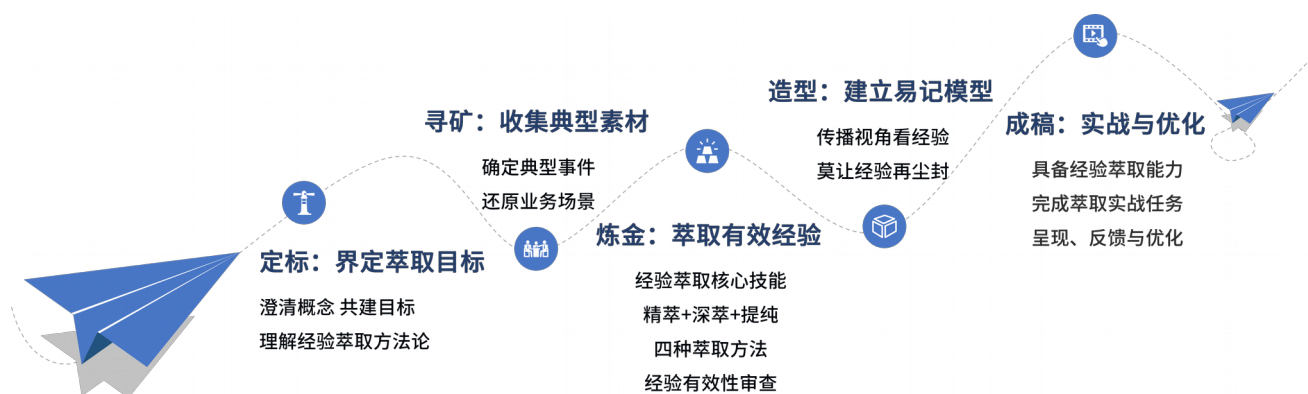 定标：界定萃取目标
澄清概念 共建目标
理解经验萃取方法论
寻矿：收集典型素材
确定典型事件
还原业务场景
炼金：萃取有效经验
经验萃取核心技能
精萃+深萃+提纯
四种萃取方法
经验有效性审查
造型：建立易记模型
传播视角看经验
莫让经验再尘封
成稿：实战与优化
具备经验萃取能力
完成萃取实战任务
呈现、反馈与优化